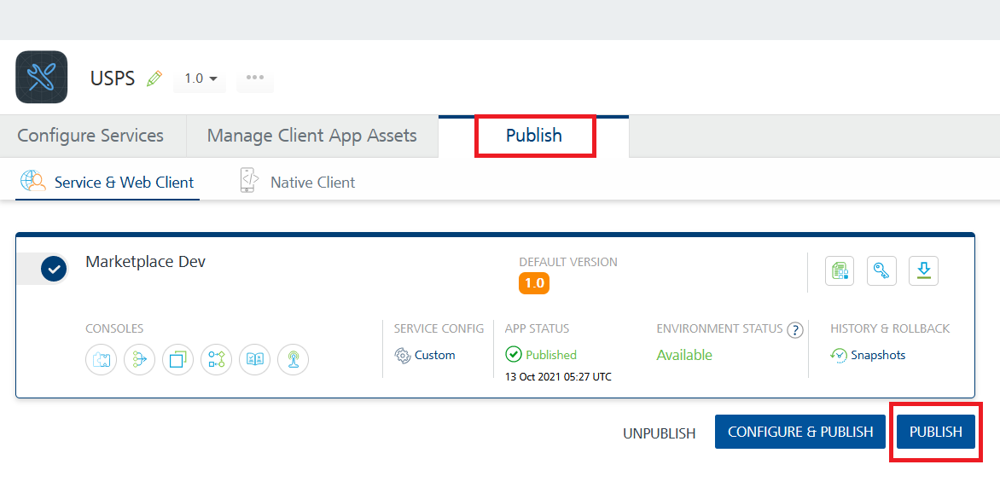 USPS 1.0 •••
Configure Services Manage Client App Assets Publish
Service & Web Client Native Client
Marketplace Dev
DEFAULT VERSION
1.0
CONSOLES
SERVICE CONFIG
Custom
APP STATUS
Published
13 Oct 2021 05:27 UTC
ENVIRONMENT STATUS ?
Available
HISTORY & ROLLBACK
Snapshots
UNPUBLISH CONFIGURE & PUBLISH PUBLISH